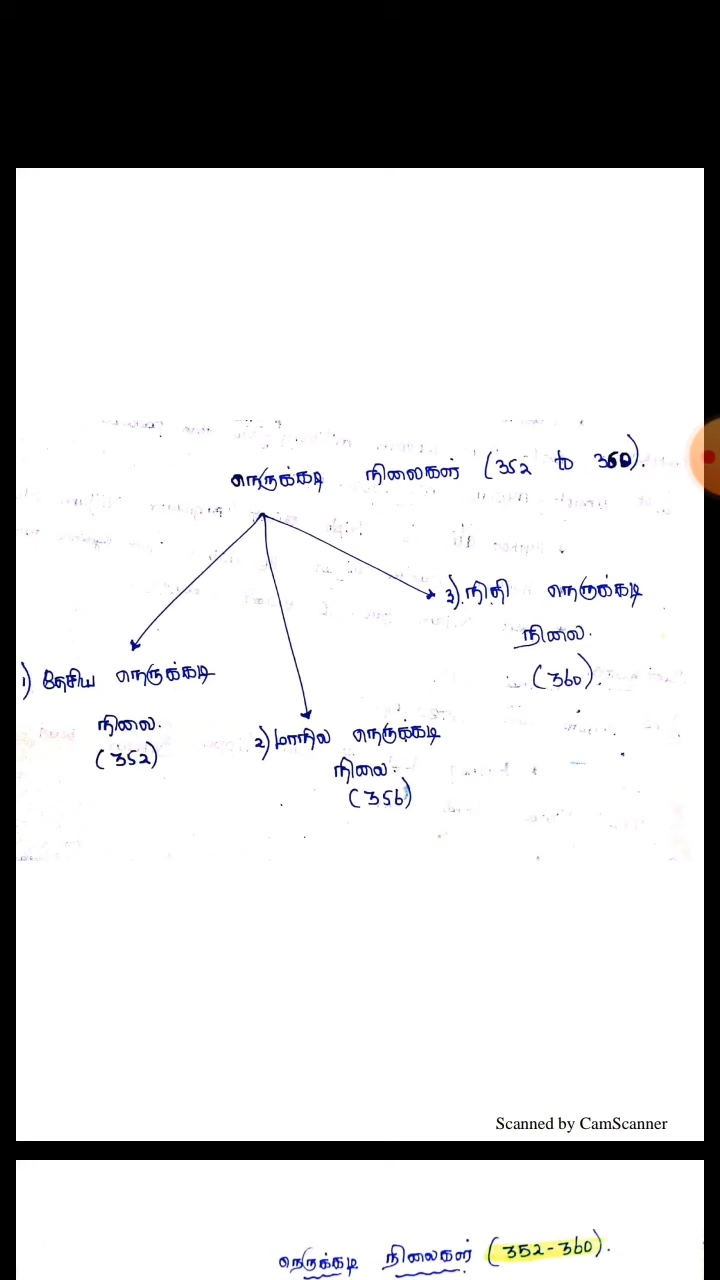 நெருக்கடி நிலைகள் (352 to 360).
1) தேசிய நெருக்கடி
நிலை.
(352)
2) மாநில நெருக்கடி
நிலை.
(356)
3). நிதி நெருக்கடி
நிலை.
(360).
Scanned by CamScanner
நெருக்கடி நிலைகள் (352-360).